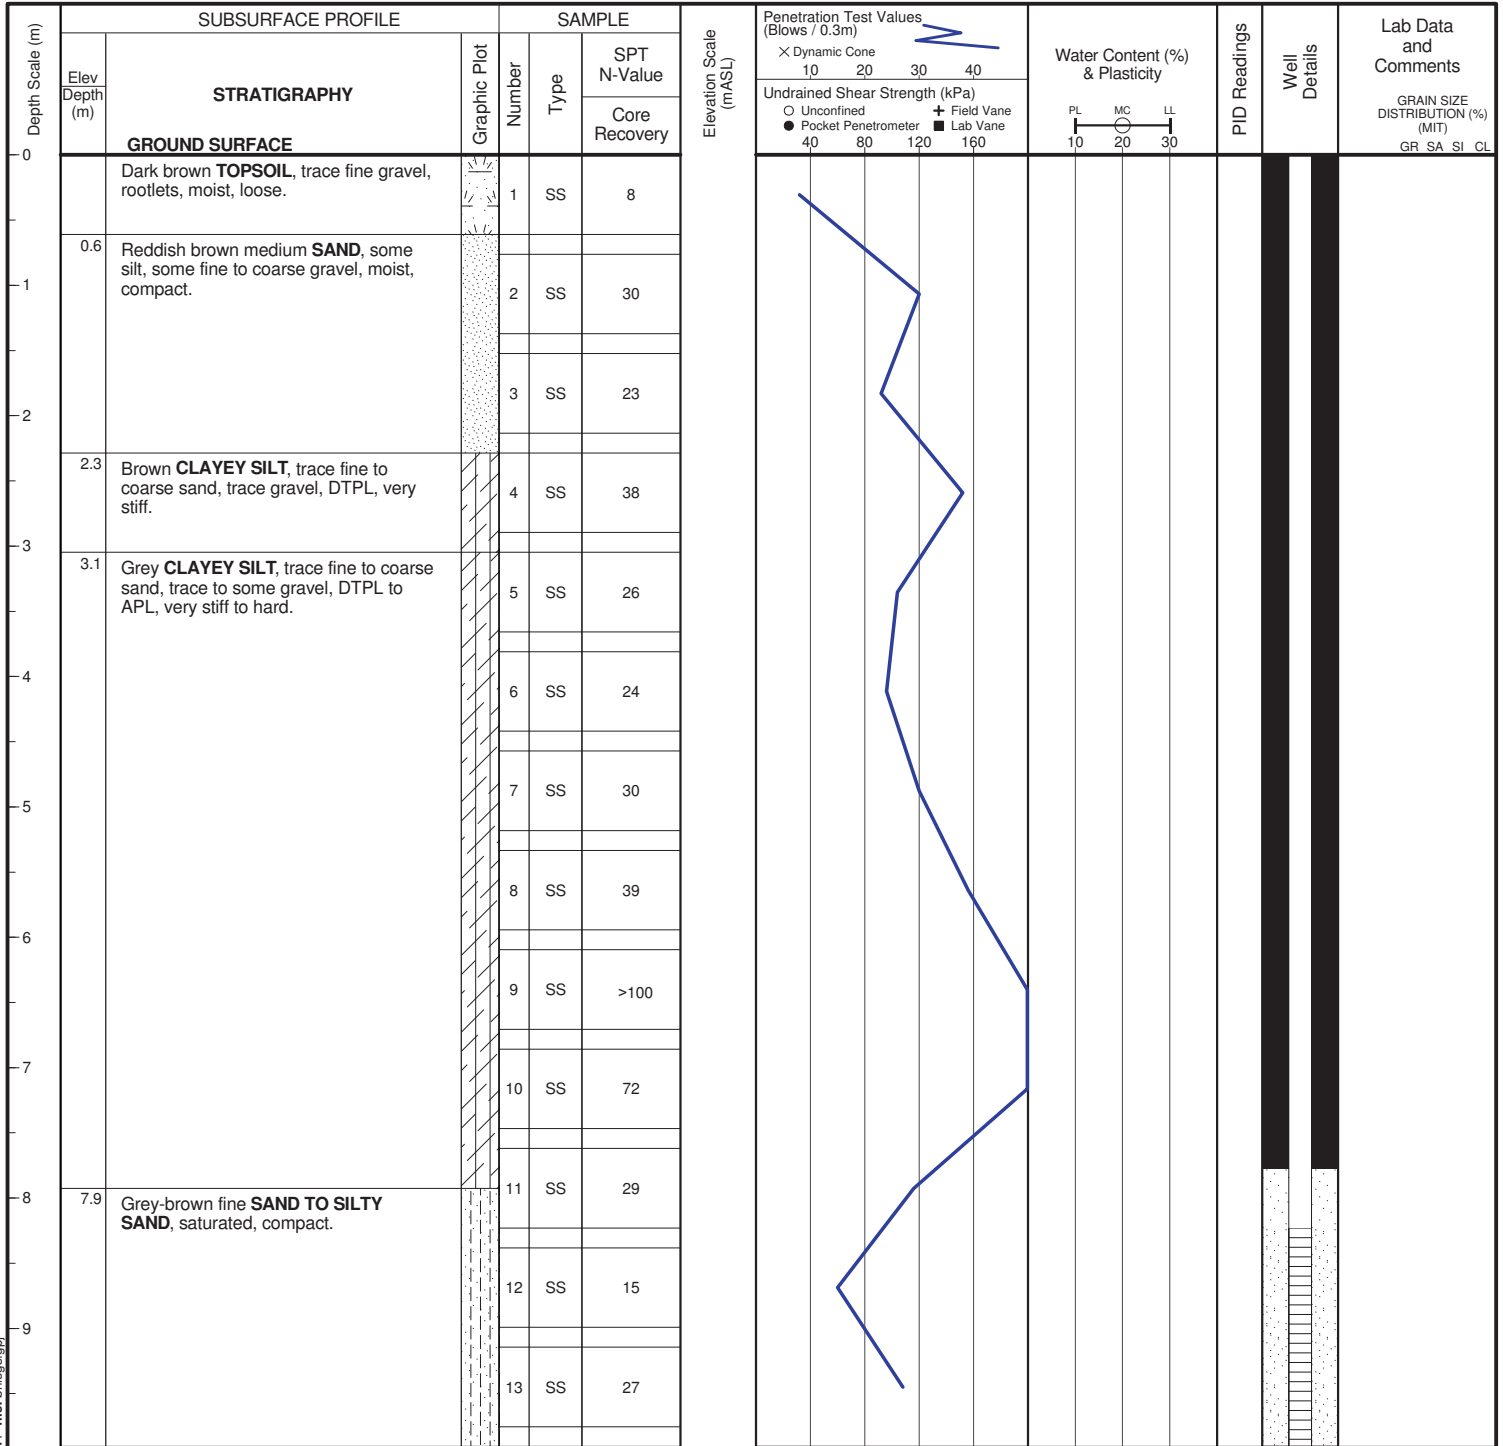 SUBSURFACE PROFILE
SAMPLE
Depth Scale (m)
Elev
Depth
(m)
STRATIGRAPHY
GROUND SURFACE
Graphic Plot
Number
Type
SPT
N-Value
Core
Recovery
Elevation Scale
(mASL)
Penetration Test Values
(Blows / 0.3m)
× Dynamic Cone
10 20 30 40
Undrained Shear Strength (kPa)
○ Unconfined + Field Vane
● Pocket Penetrometer ■ Lab Vane
40 80 120 160
Water Content (%)
& Plasticity
PL MC LL
10 20 30
PID Readings
Well
Details
Lab Data
and
Comments
GRAIN SIZE
DISTRIBUTION (%)
(MIT)
GR SA SI CL
0
1
2
3
4
5
6
7
8
9
Dark brown TOPSOIL, trace fine gravel,
rootlets, moist, loose.
0.6 Reddish brown medium SAND, some
silt, some fine to coarse gravel, moist,
compact.
2.3 Brown CLAYEY SILT, trace fine to
coarse sand, trace gravel, DTPL, very
stiff.
3.1 Grey CLAYEY SILT, trace fine to coarse
sand, trace to some gravel, DTPL to
APL, very stiff to hard.
7.9 Grey-brown fine SAND TO SILTY
SAND, saturated, compact.
1 SS 8
2 SS 30
3 SS 23
4 SS 38
5 SS 26
6 SS 24
7 SS 30
8 SS 39
9 SS >100
10 SS 72
11 SS 29
12 SS 15
13 SS 27